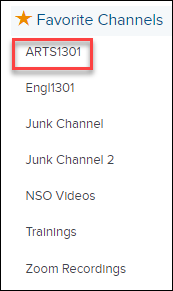 Favorite Channels
ARTS1301
Engl1301
Junk Channel
Junk Channel 2
NSO Videos
Trainings
Zoom Recordings